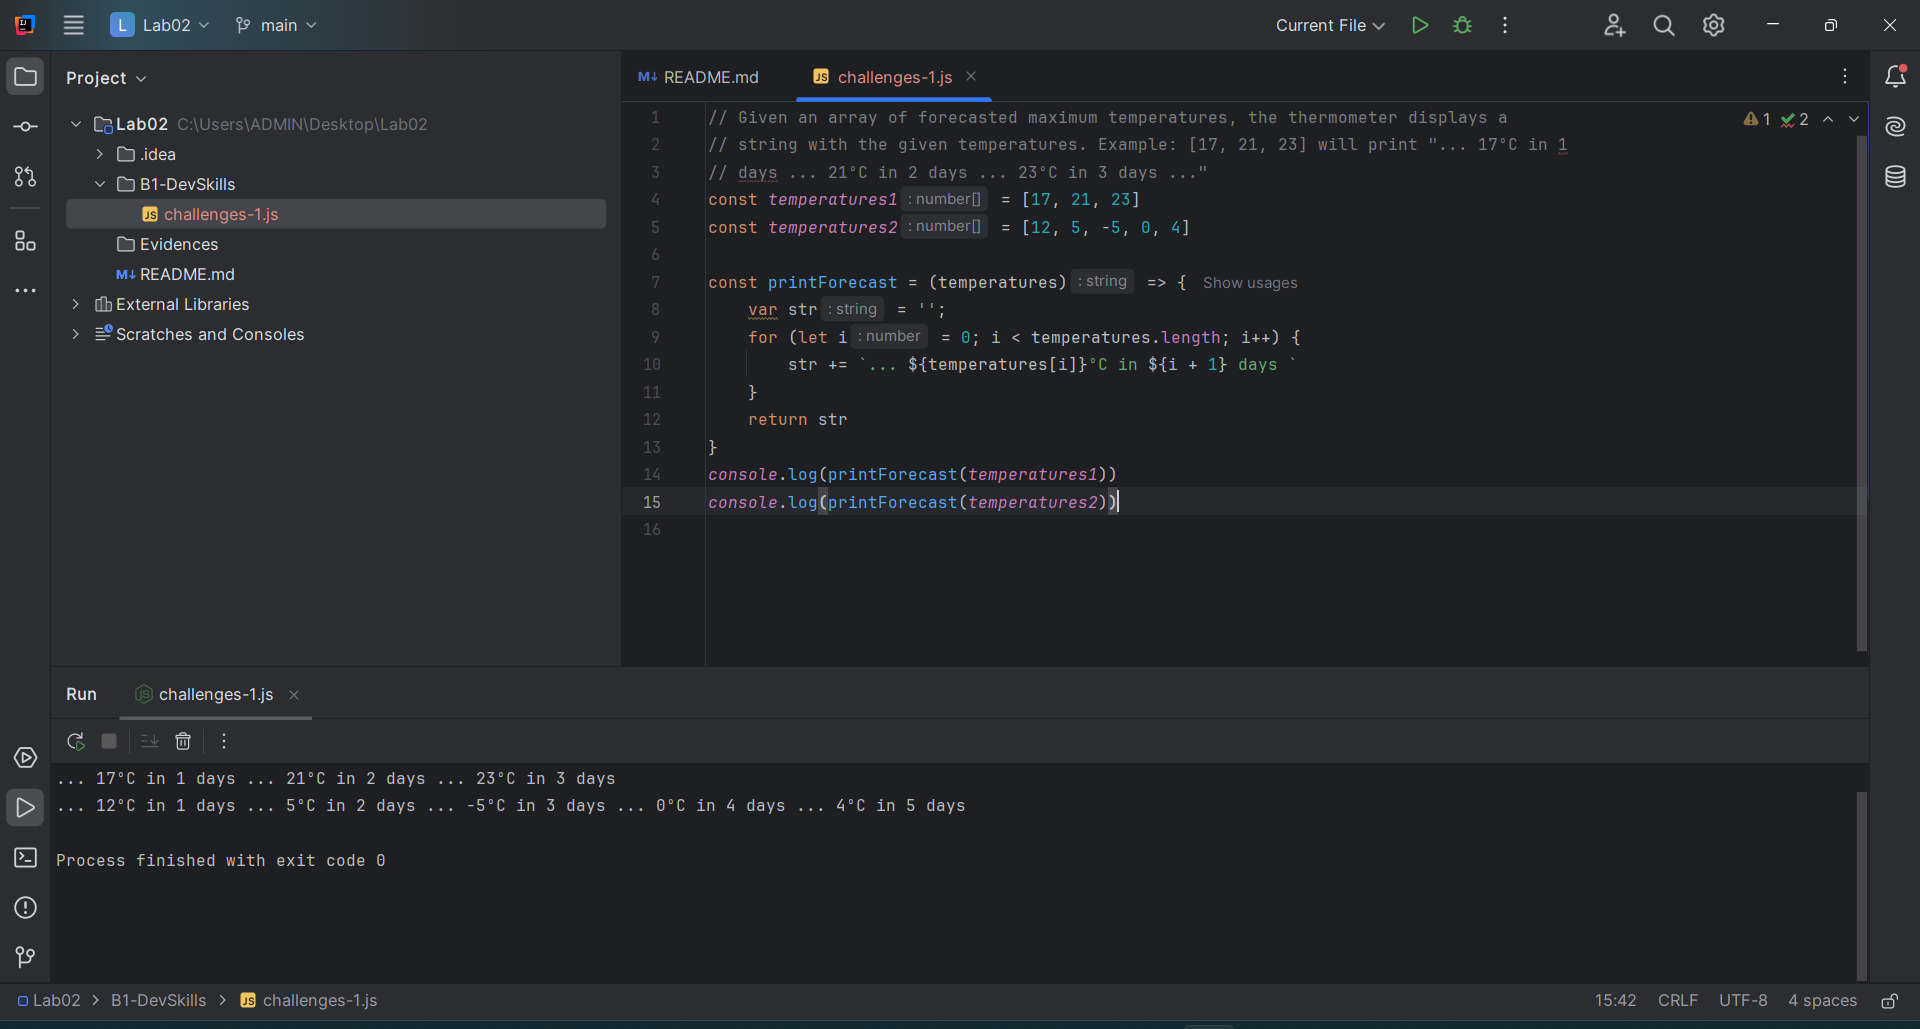 L Lab02 main Current File
Project
Lab02 C:\Users\ADMIN\Desktop\Lab02
.idea
B1-DevSkills
JS challenges-1.js
Evidences
M↓ README.md
External Libraries
Scratches and Consoles
M↓ README.md JS challenges-1.js
1 // Given an array of forecasted maximum temperatures, the thermometer displays a
2 // string with the given temperatures. Example: [17, 21, 23] will print "... 17°C in 1
3 // days ... 21°C in 2 days ... 23°C in 3 days ..."
4 const temperatures1 : number[] = [17, 21, 23]
5 const temperatures2 : number[] = [12, 5, -5, 0, 4]
6
7 const printForecast = (temperatures) : string => { Show usages
8 var str : string = '';
9 for (let i : number = 0; i < temperatures.length; i++) {
10 str += `... ${temperatures[i]}°C in ${i + 1} days `
11 }
12 return str
13 }
14 console.log(printForecast(temperatures1))
15 console.log(printForecast(temperatures2))
16
1 2
Run JS challenges-1.js
... 17°C in 1 days ... 21°C in 2 days ... 23°C in 3 days
... 12°C in 1 days ... 5°C in 2 days ... -5°C in 3 days ... 0°C in 4 days ... 4°C in 5 days
Process finished with exit code 0
Lab02 > B1-DevSkills > JS challenges-1.js 15:42 CRLF UTF-8 4 spaces